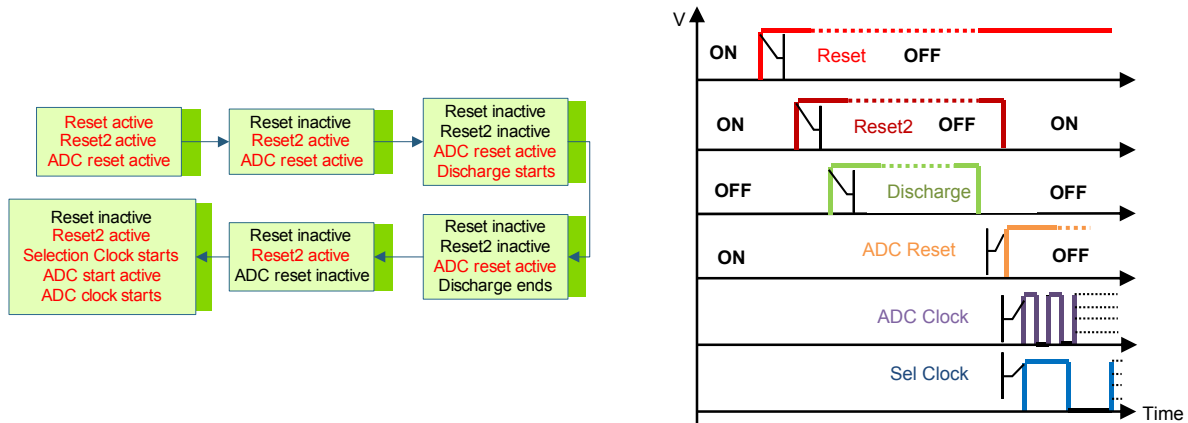 Reset active
Reset2 active
ADC reset active
Reset inactive
Reset2 active
ADC reset active
Reset inactive
Reset2 inactive
ADC reset active
Discharge starts
Reset inactive
Reset2 inactive
ADC reset active
Discharge ends
Reset inactive
Reset2 active
ADC reset inactive
Reset inactive
Reset2 active
Selection Clock starts
ADC start active
ADC clock starts
V
ON Reset OFF
ON Reset2 OFF ON
OFF Discharge OFF
ON ADC Reset OFF
ADC Clock
Sel Clock
Time